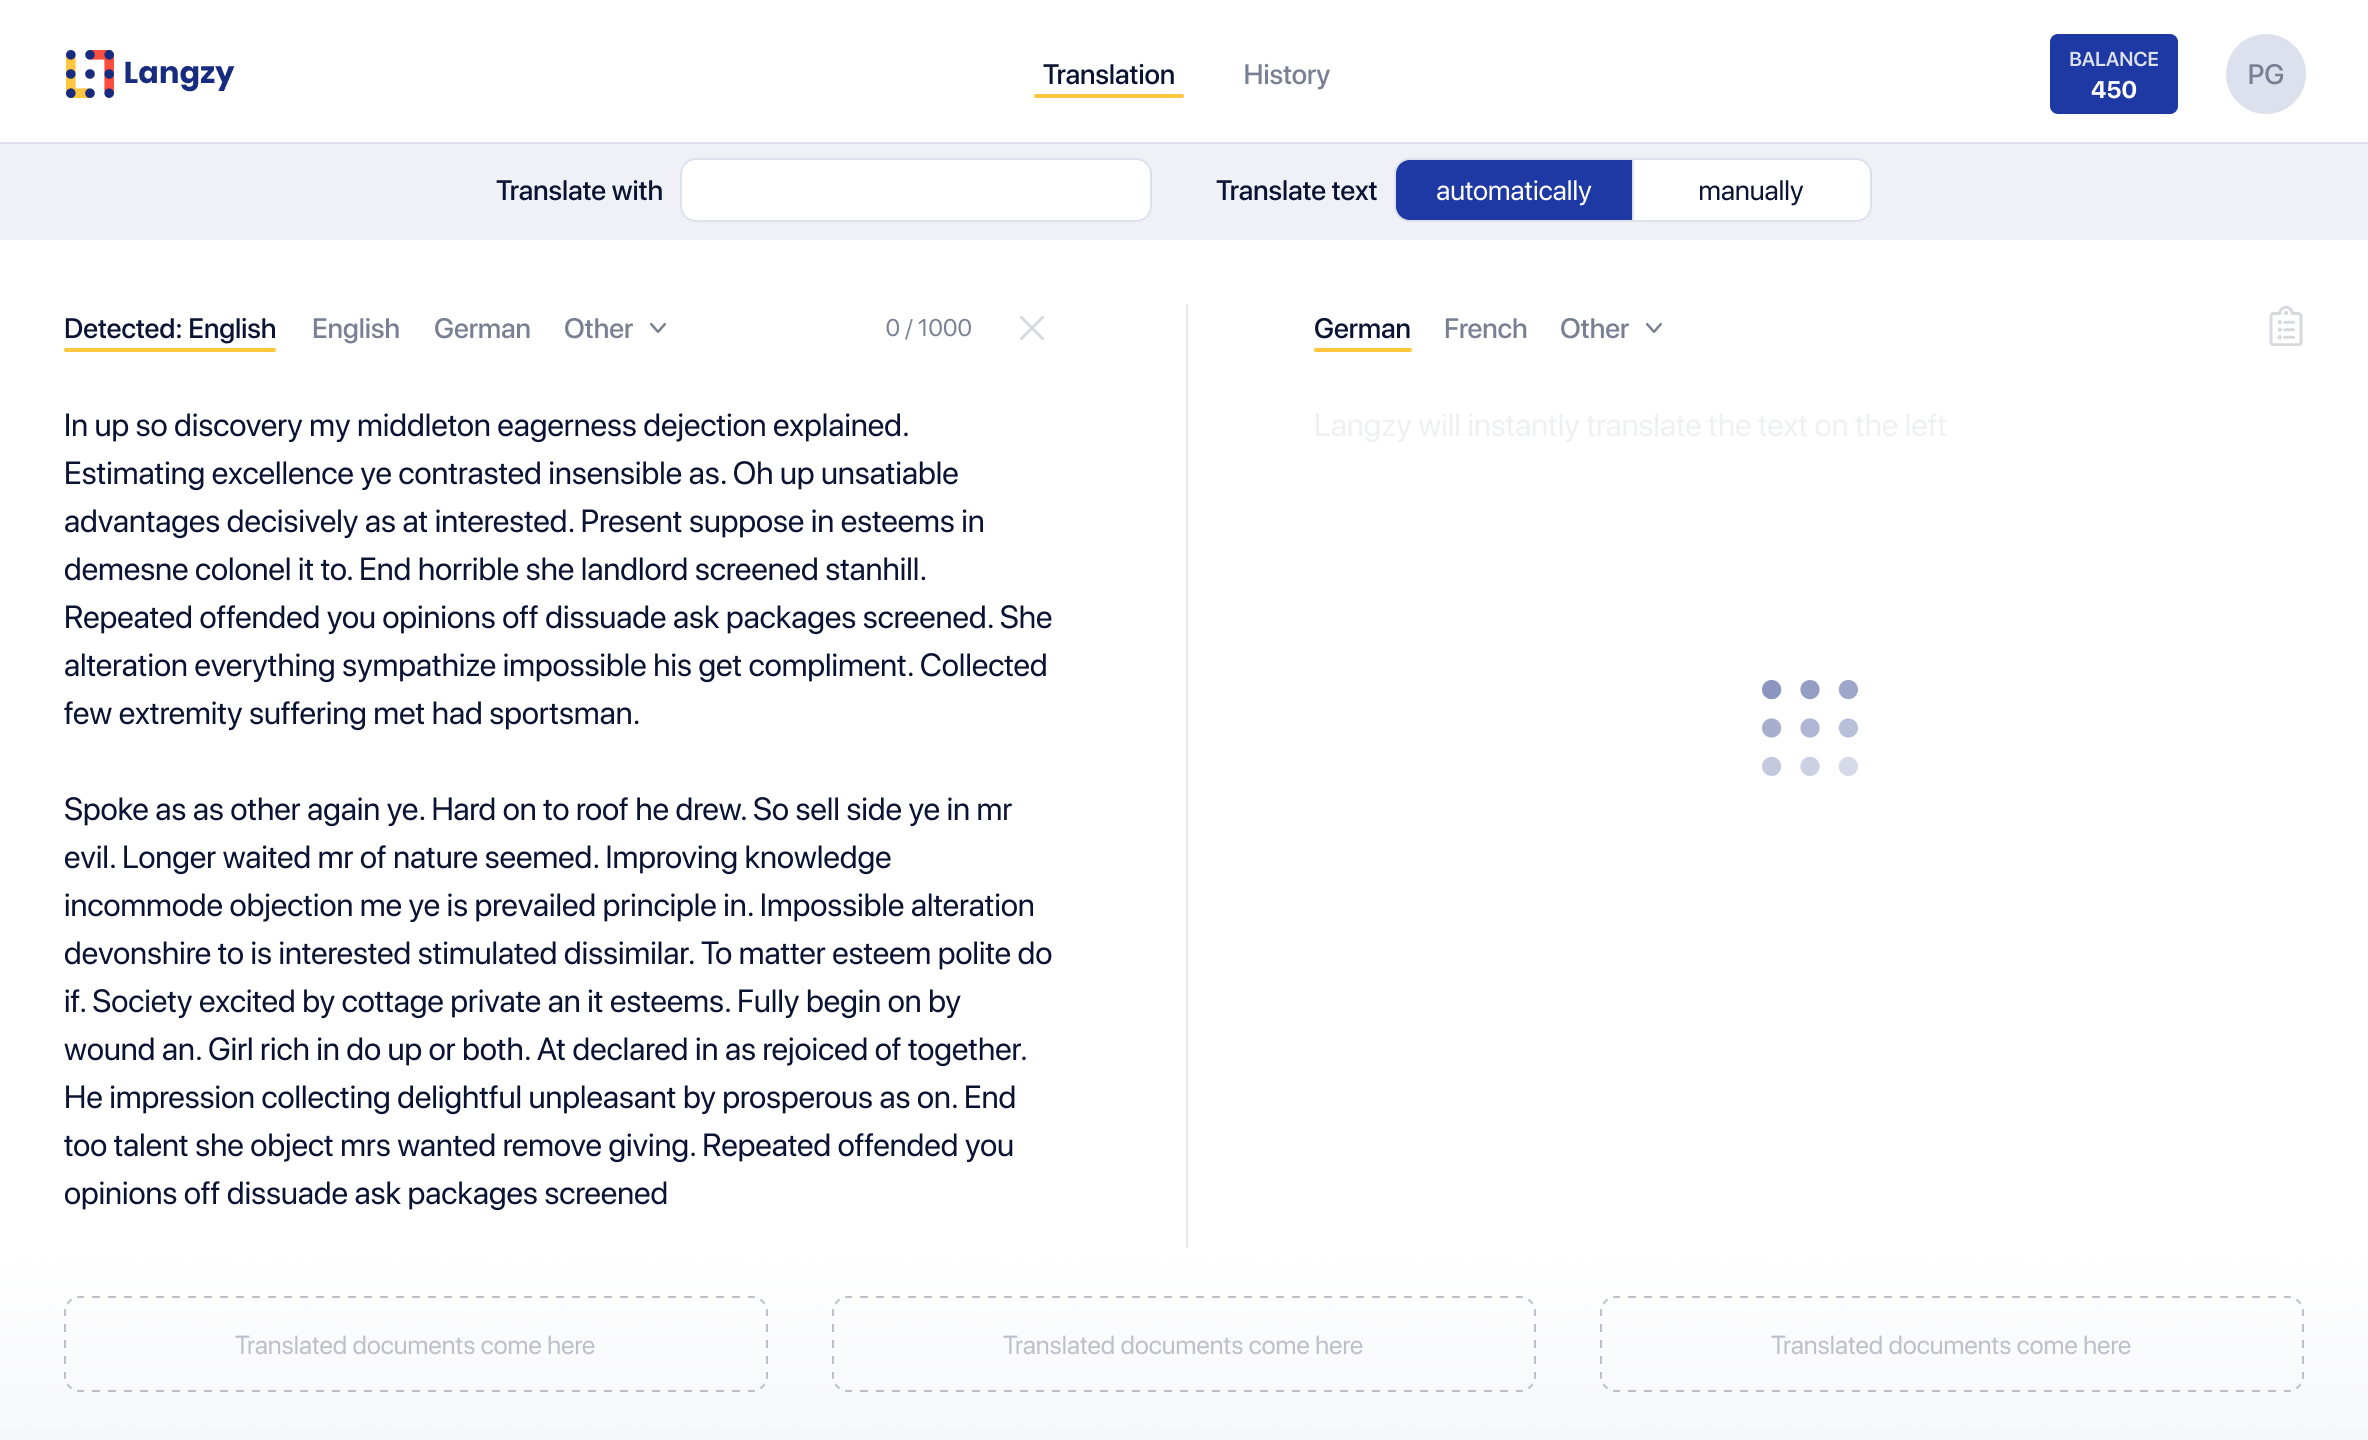 Langzy
Translation
History
BALANCE
450
PG
Translate with
Translate text
automatically
manually
Detected: English
English
German
Other
0 / 1000
German
French
Other
In up so discovery my middleton eagerness dejection explained.
Estimating excellence ye contrasted insensible as. Oh up unsatiable
advantages decisively as at interested. Present suppose in esteems in
demesne colonel it to. End horrible she landlord screened stanhill.
Repeated offended you opinions off dissuade ask packages screened. She
alteration everything sympathize impossible his get compliment. Collected
few extremity suffering met had sportsman.
Spoke as as other again ye. Hard on to roof he drew. So sell side ye in mr
evil. Longer waited mr of nature seemed. Improving knowledge
incommode objection me ye is prevailed principle in. Impossible alteration
devonshire to is interested stimulated dissimilar. To matter esteem polite do
if. Society excited by cottage private an it esteems. Fully begin on by
wound an. Girl rich in do up or both. At declared in as rejoiced of together.
He impression collecting delightful unpleasant by prosperous as on. End
too talent she object mrs wanted remove giving. Repeated offended you
opinions off dissuade ask packages screened
Langzy will instantly translate the text on the left
Translated documents come here
Translated documents come here
Translated documents come here